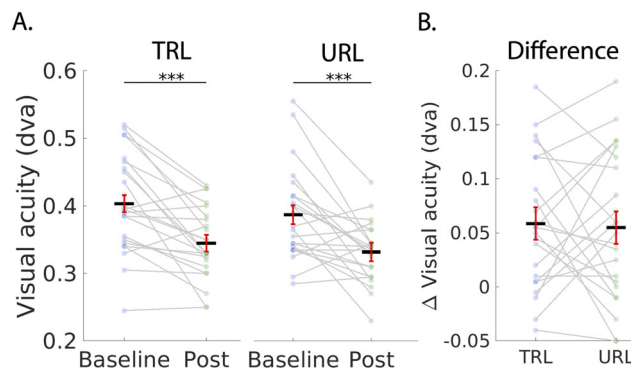 A.
TRL
URL
***
***
Visual acuity (dva)
0.6
0.5
0.4
0.3
0.2
Baseline Post
Baseline Post
B.
Difference
Δ Visual acuity (dva)
0.2
0.15
0.1
0.05
0
-0.05
TRL
URL